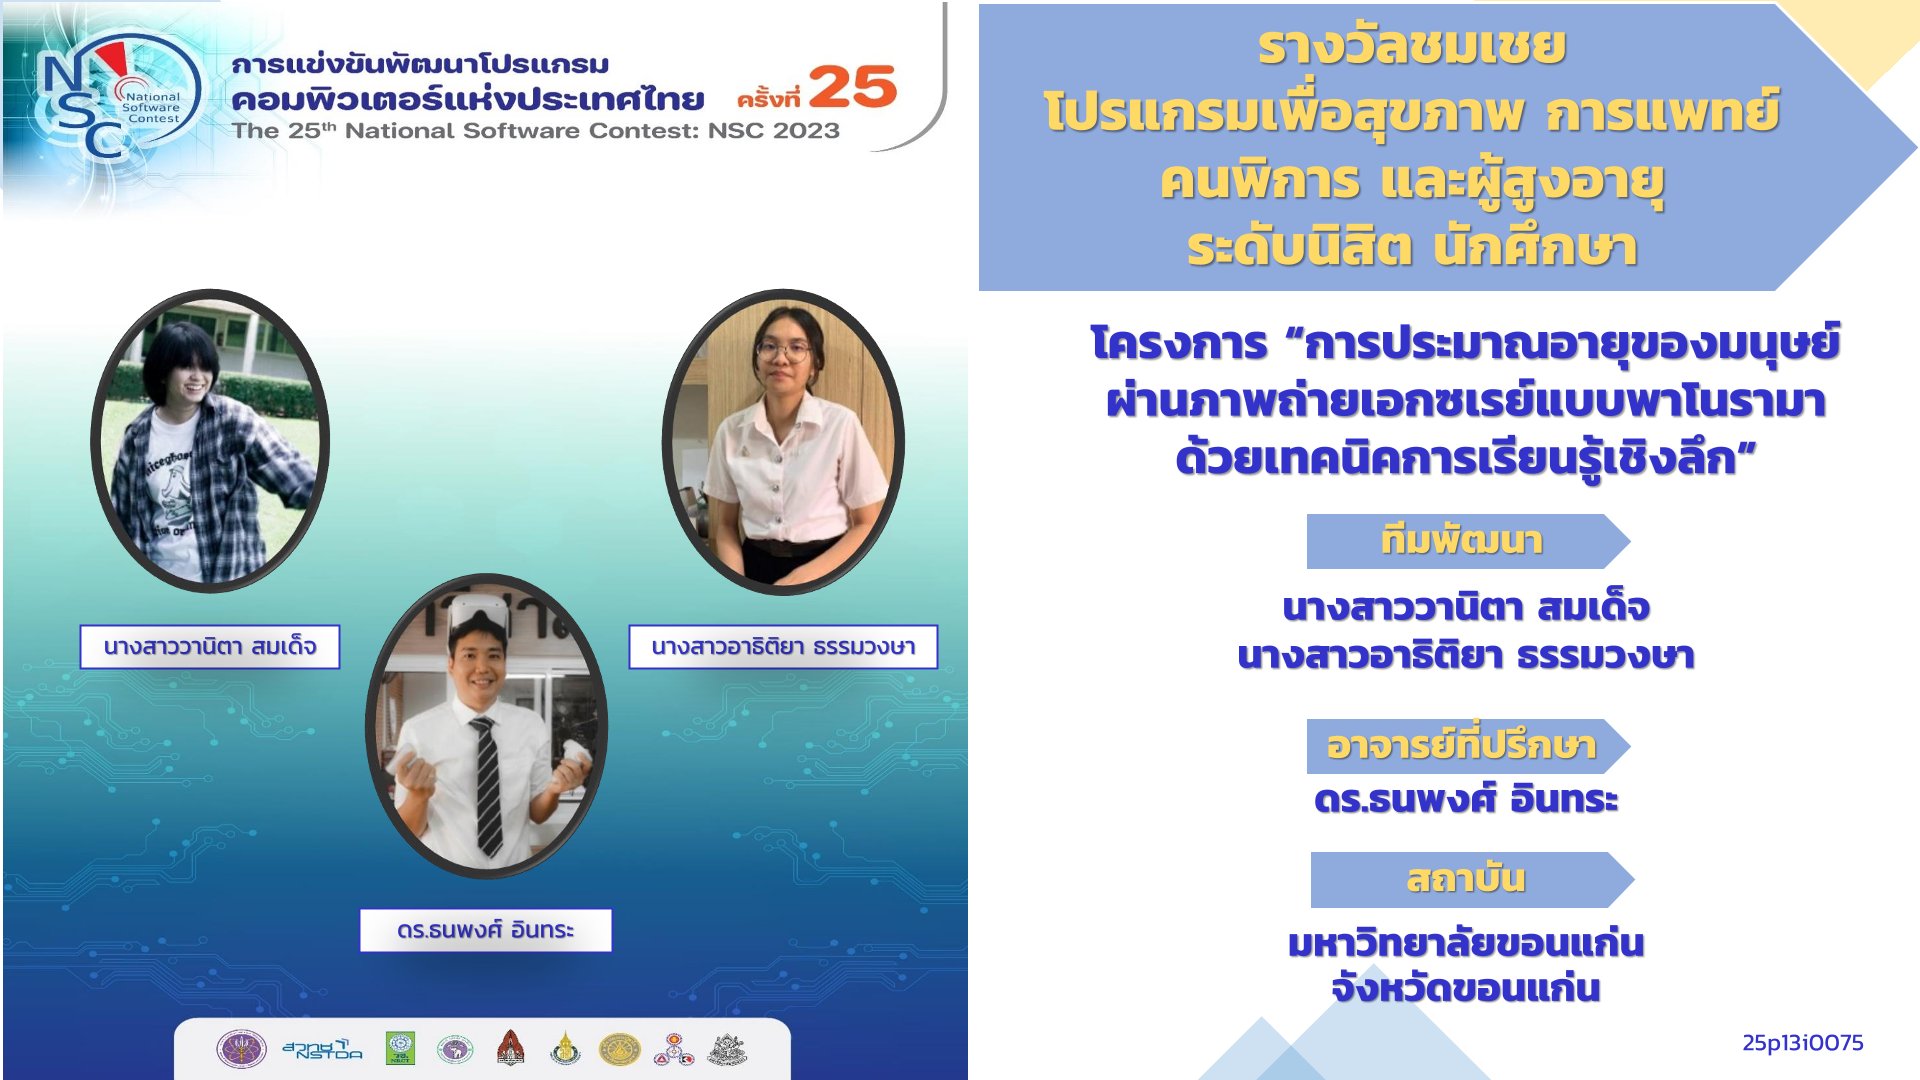 NSC
National
Software
Contest
การแข่งขันพัฒนาโปรแกรม
คอมพิวเตอร์แห่งประเทศไทย ครั้งที่ 25
The 25th National Software Contest: NSC 2023
นางสาววานิตา สมเด็จ
นางสาวอาธิติยา ธรรมวงษา
ดร.ธนพงศ์ อินทระ
สวทช
NSTDA
รางวัลชมเชย
โปรแกรมเพื่อสุขภาพ การแพทย์
คนพิการ และผู้สูงอายุ
ระดับนิสิต นักศึกษา
โครงการ “การประมาณอายุของมนุษย์
ผ่านภาพถ่ายเอกซเรย์แบบพาโนรามา
ด้วยเทคนิคการเรียนรู้เชิงลึก”
ทีมพัฒนา
นางสาววานิตา สมเด็จ
นางสาวอาธิติยา ธรรมวงษา
อาจารย์ที่ปรึกษา
ดร.ธนพงศ์ อินทระ
สถาบัน
มหาวิทยาลัยขอนแก่น
จังหวัดขอนแก่น
25p13i0075